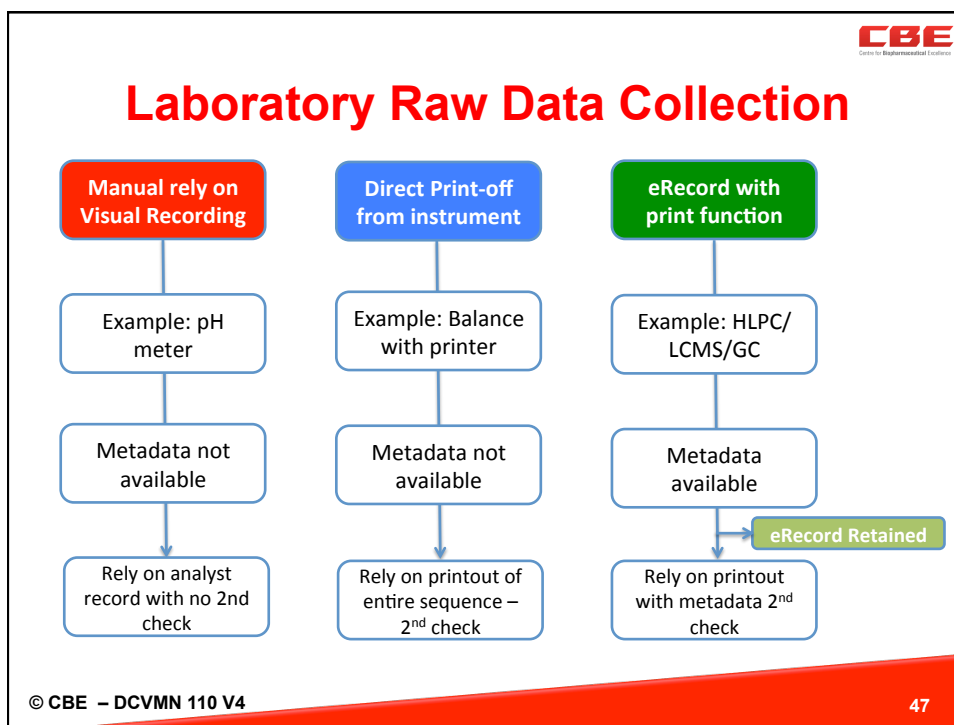 CBE
Centre for Biopharmaceutical Excellence
Laboratory Raw Data Collection
Manual rely on
Visual Recording
Example: pH
meter
Metadata not
available
Rely on analyst
record with no 2nd
check
Direct Print-off
from instrument
Example: Balance
with printer
Metadata not
available
Rely on printout of
entire sequence –
2nd check
eRecord with
print function
Example: HLPC/
LCMS/GC
Metadata
available
eRecord Retained
Rely on printout
with metadata 2nd
check
© CBE – DCVMN 110 V4
47